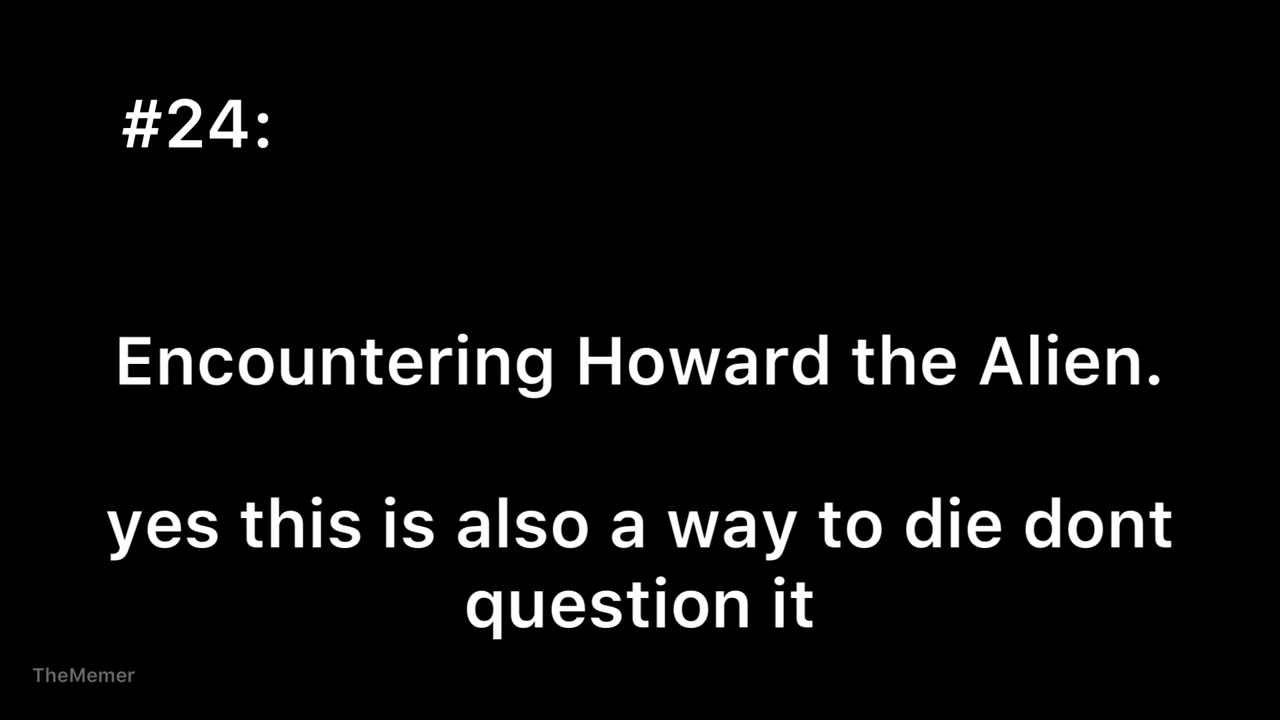 #24:
Encountering Howard the Alien.
yes this is also a way to die dont
question it
TheMemer